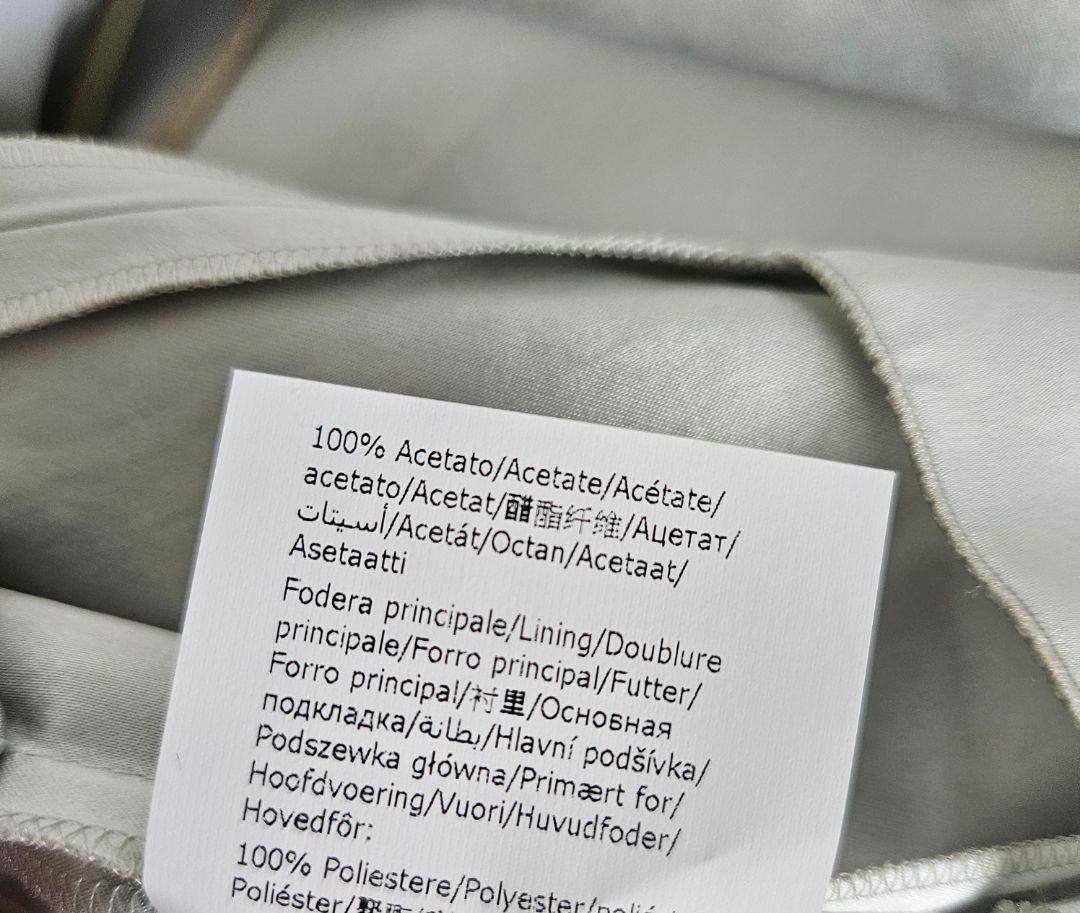 100% Acetato/Acetate/Acétate/
acetato/Acetat/醋酯纤维/Ацетат/
أسيتات/Acetát/Octan/Acetaat/
Asetaatti
Fodera principale/Lining/Doublure
principale/Forro principal/Futter/
Forro principal/衬里/Основная
подкладка/بطانة/Hlavní podšívka/
Podszewka główna/Primært for/
Hoofdvoering/Vuori/Huvudfoder/
Hovedfôr:
100% Poliestere/Polyester/
Poliéster/